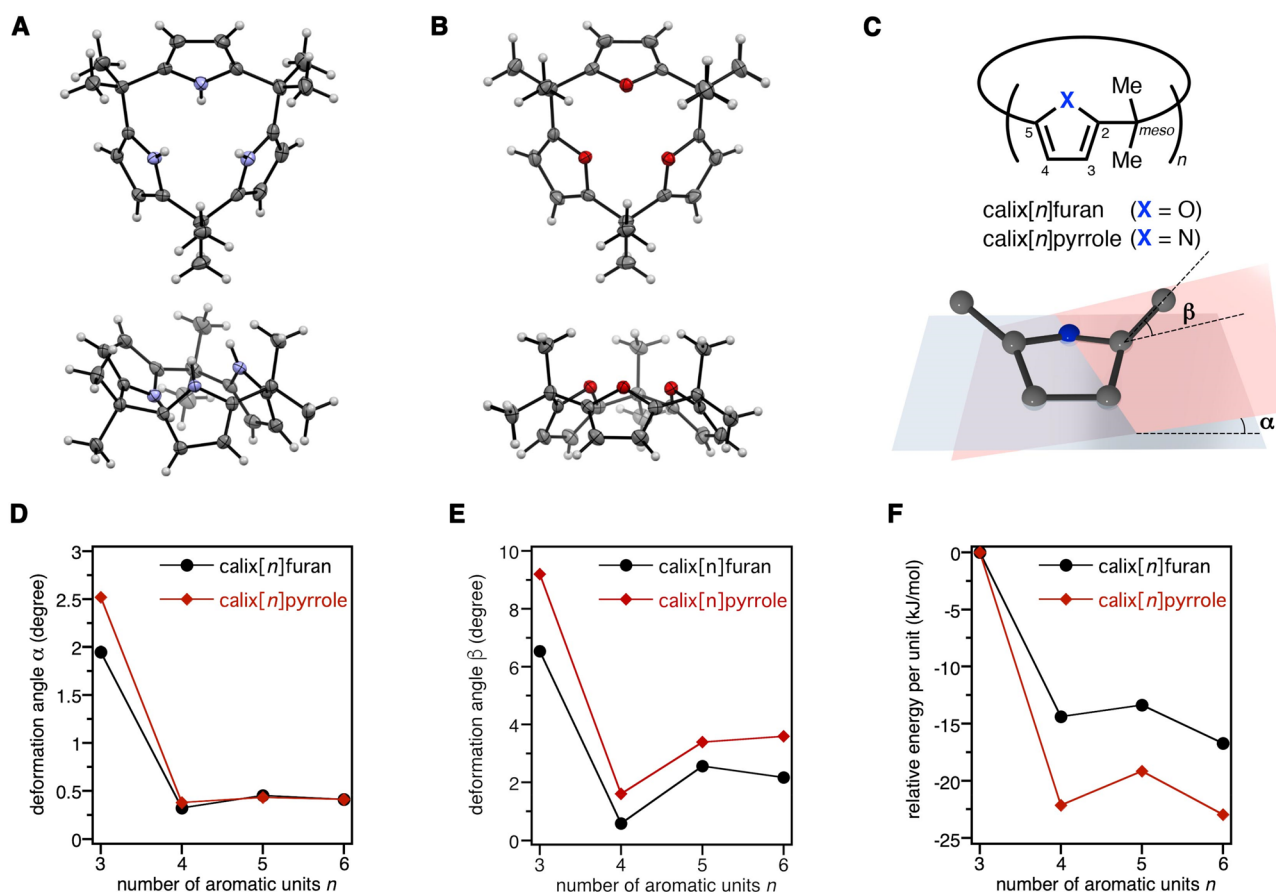 A
B
C
X
Me
5
2
meso
4
3
Me
n
calix[n]furan (X = O)
calix[n]pyrrole (X = N)
β
α
D
3
2.5
2
1.5
1
0.5
0
deformation angle α (degree)
calix[n]furan
calix[n]pyrrole
3
4
5
6
number of aromatic units n
E
10
8
6
4
2
0
deformation angle β (degree)
calix[n]furan
calix[n]pyrrole
3
4
5
6
number of aromatic units n
F
0
-5
-10
-15
-20
-25
relative energy per unit (kJ/mol)
calix[n]furan
calix[n]pyrrole
3
4
5
6
number of aromatic units n